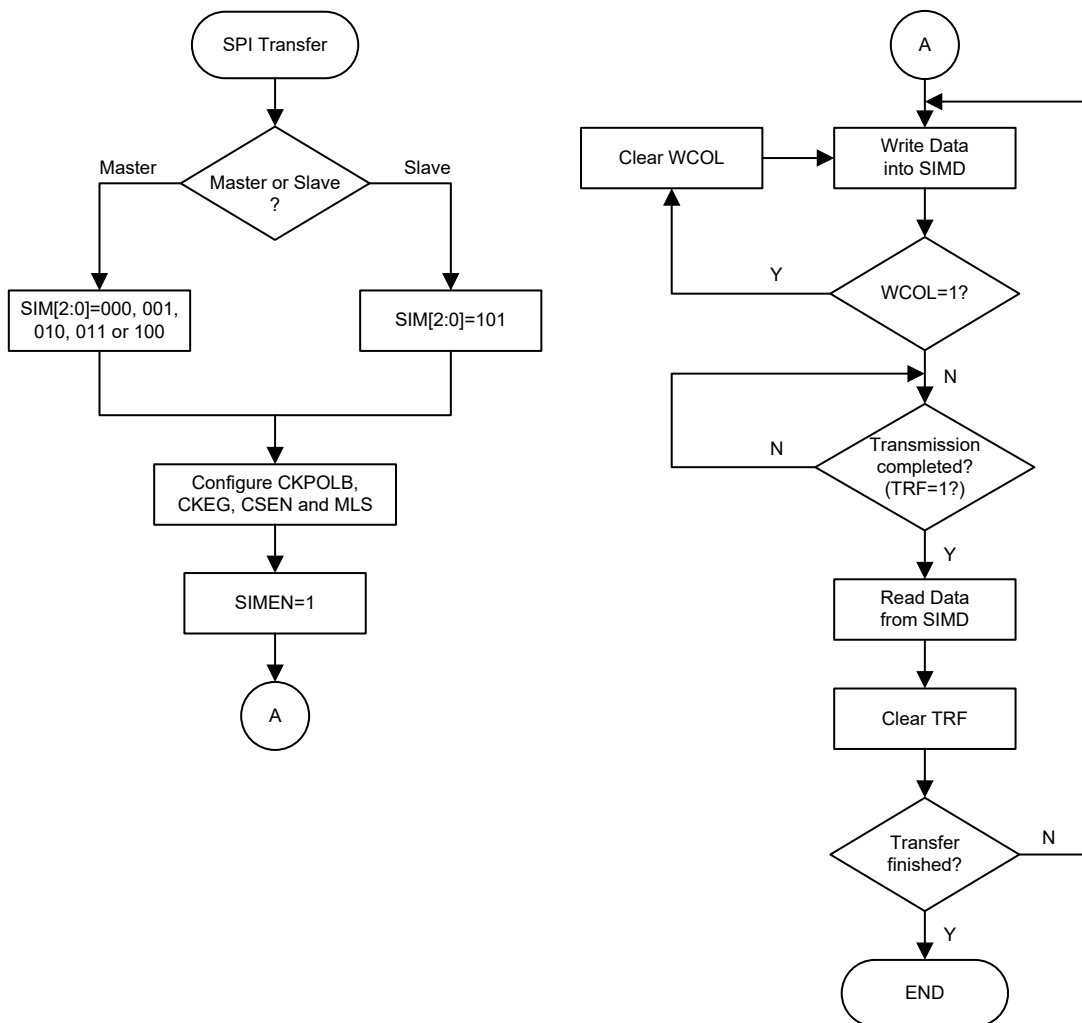 SPI Transfer
Master
Master or Slave
?
Slave
SIM[2:0]=000, 001,
010, 011 or 100
SIM[2:0]=101
Configure CKPOLB,
CKEG, CSEN and MLS
SIMEN=1
A
A
Clear WCOL
Write Data
into SIMD
Y
WCOL=1?
N
N
Transmission
completed?
(TRF=1?)
Y
Read Data
from SIMD
Clear TRF
Transfer
finished?
N
Y
END